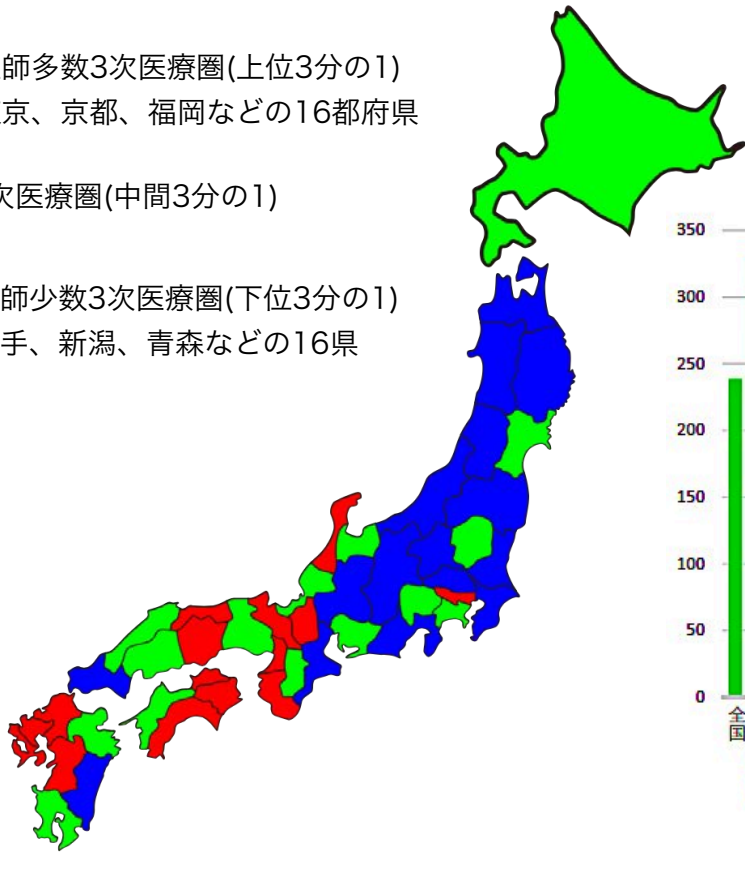 師多数3次医療圏(上位3分の1)
京、京都、福岡などの16都府県
次医療圏(中間3分の1)
師少数3次医療圏(下位3分の1)
手、新潟、青森などの16県
350
300
250
200
150
100
50
0
全国